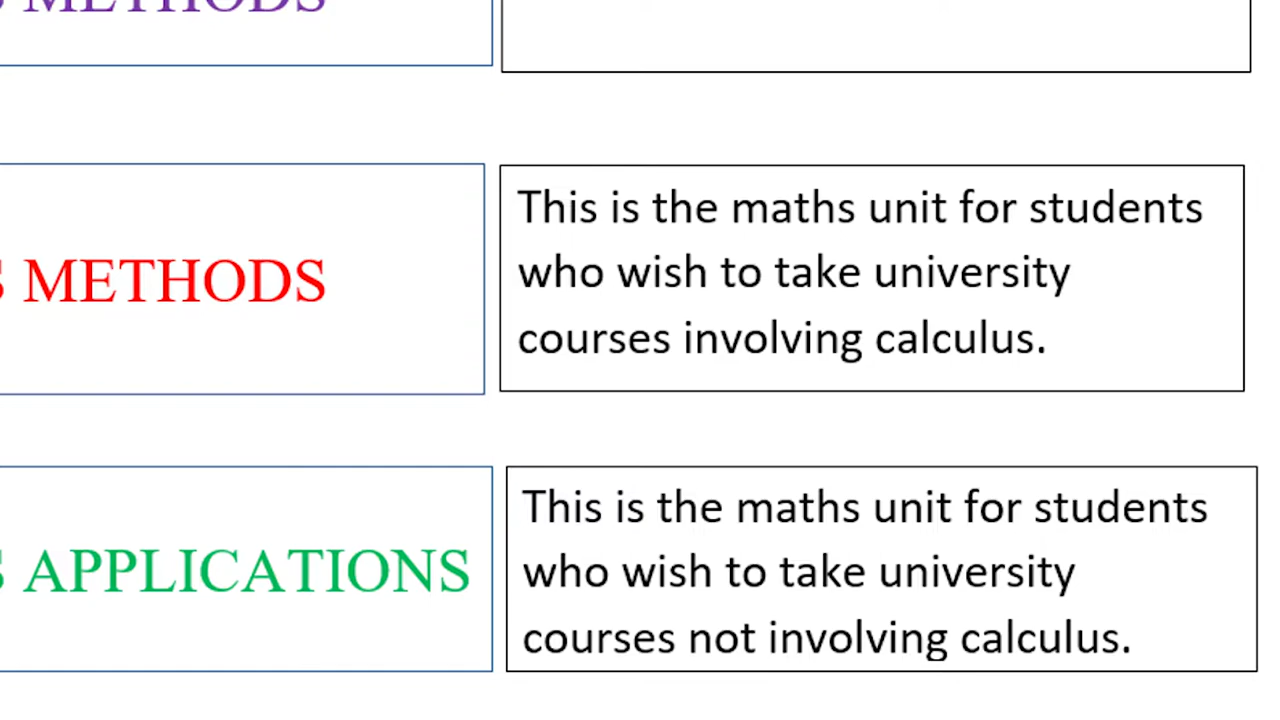 METHODS
METHODS
This is the maths unit for students
who wish to take university
courses involving calculus.
APPLICATIONS
This is the maths unit for students
who wish to take university
courses not involving calculus.